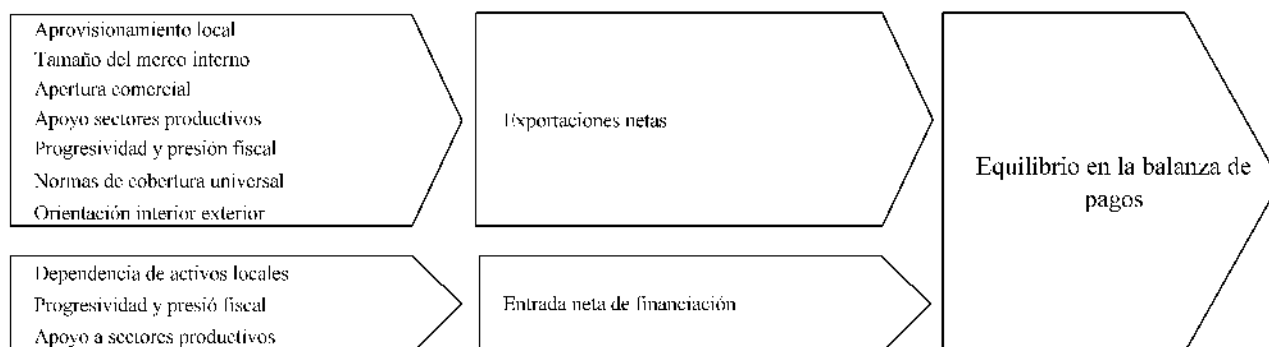 Aprovisionamiento local
Tamaño del merco interno
Apertura comercial
Apoyo sectores productivos
Progresividad y presión fiscal
Normas de cobertura universal
Orientación interior exterior
Exportaciones netas
Equilibrio en la balanza de
pagos
Dependencia de activos locales
Progresividad y presió fiscal
Apoyo a sectores productivos
Entrada neta de financiación